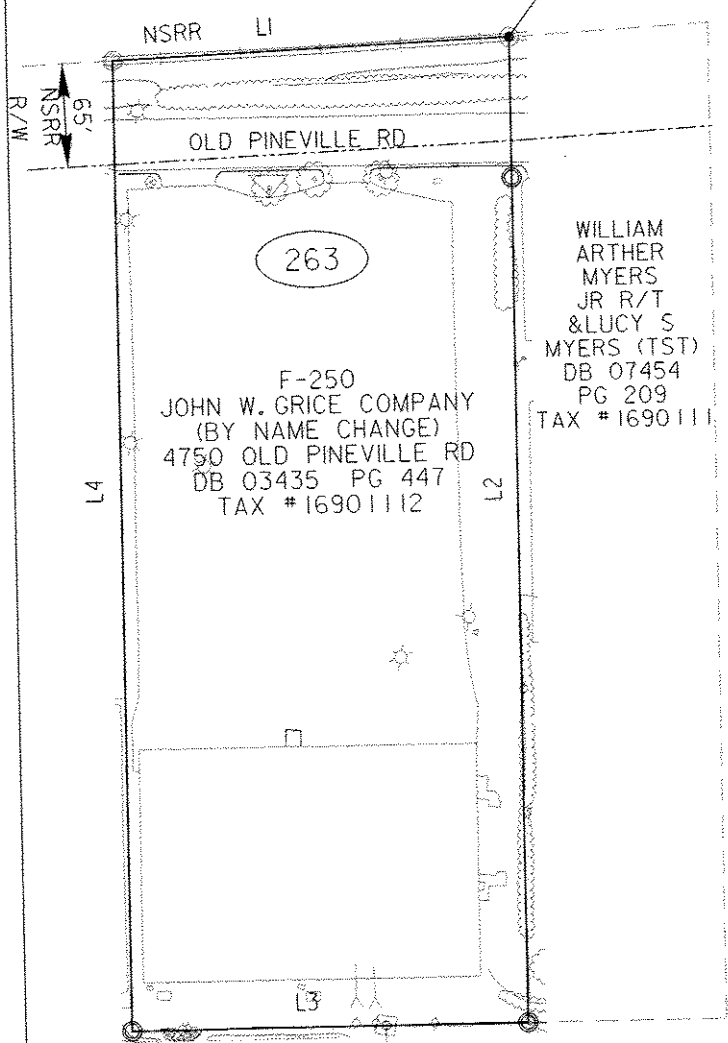 NSRR L1
65'
NSRR
R/W
OLD PINEVILLE RD
263
WILLIAM
ARTHER
MYERS
JR R/T
&LUCY S
MYERS (TST)
DB 07454
PG 209
TAX #1690111
F-250
JOHN W. GRICE COMPANY
(BY NAME CHANGE)
4750 OLD PINEVILLE RD
DB 03435 PG 447
TAX #16901112
L4
L2
L3